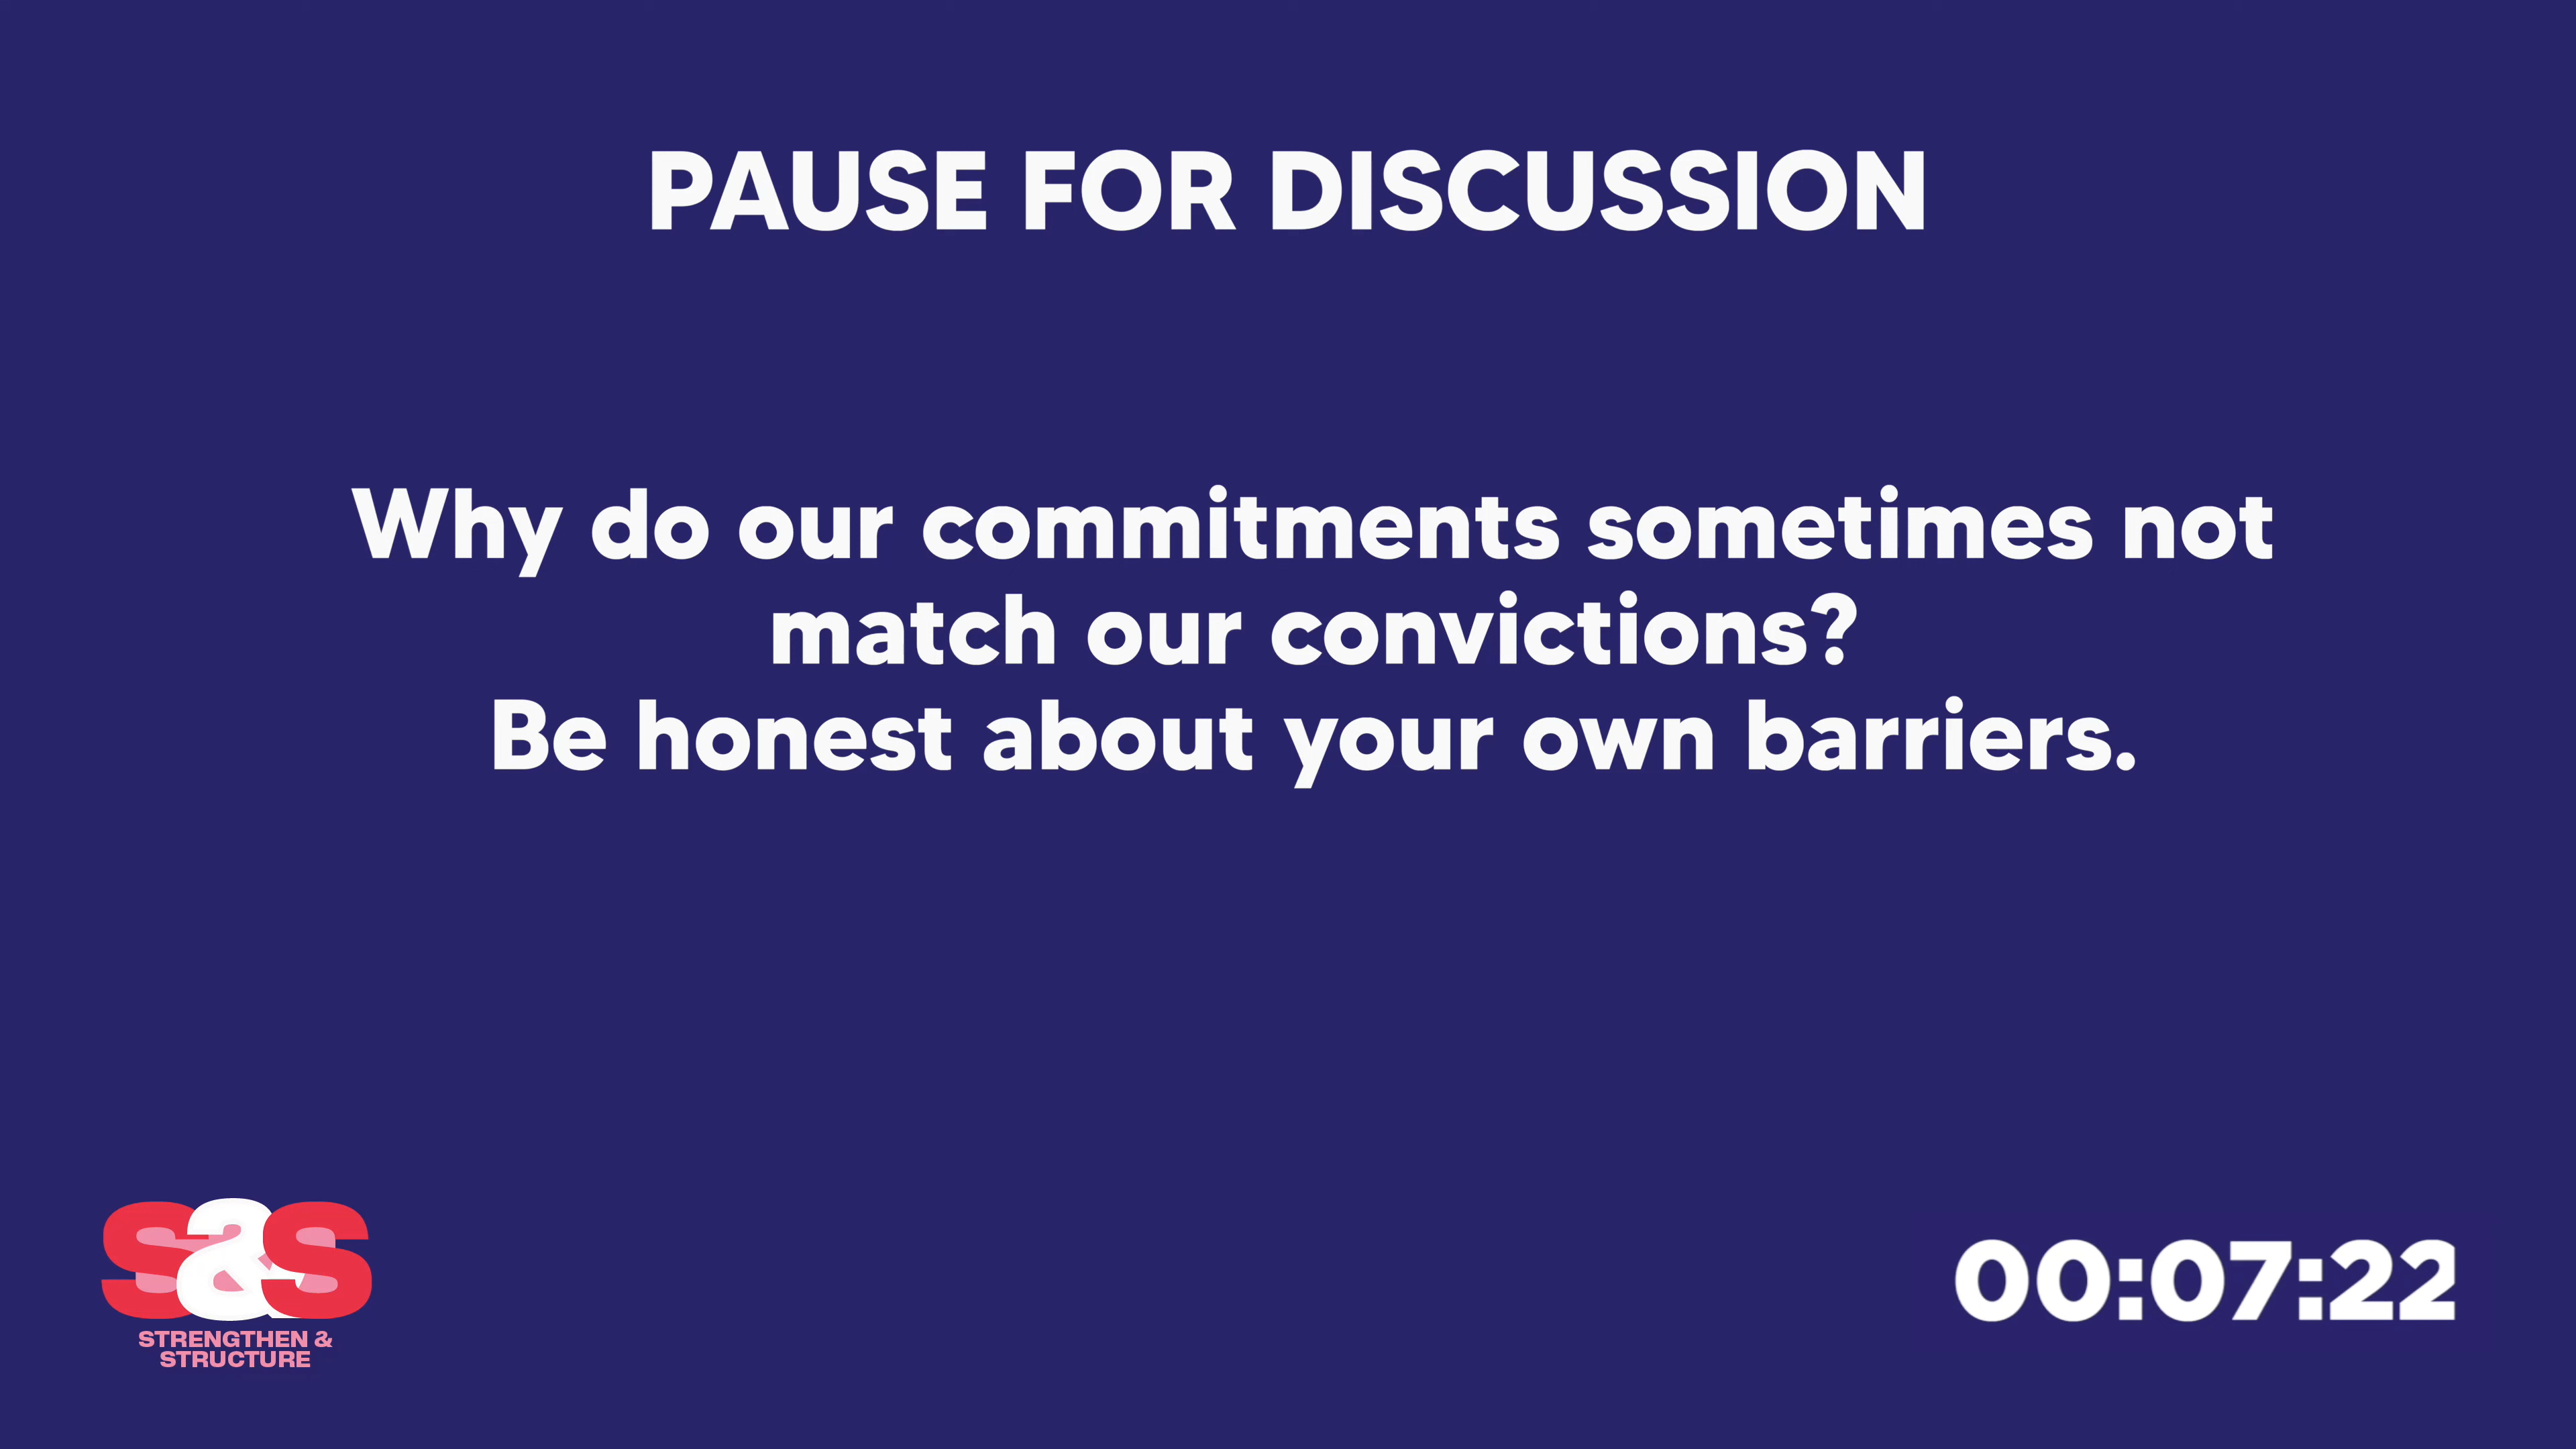 PAUSE FOR DISCUSSION
Why do our commitments sometimes not
match our convictions?
Be honest about your own barriers.
s&s
STRENGTHEN &
STRUCTURE
00:07:22